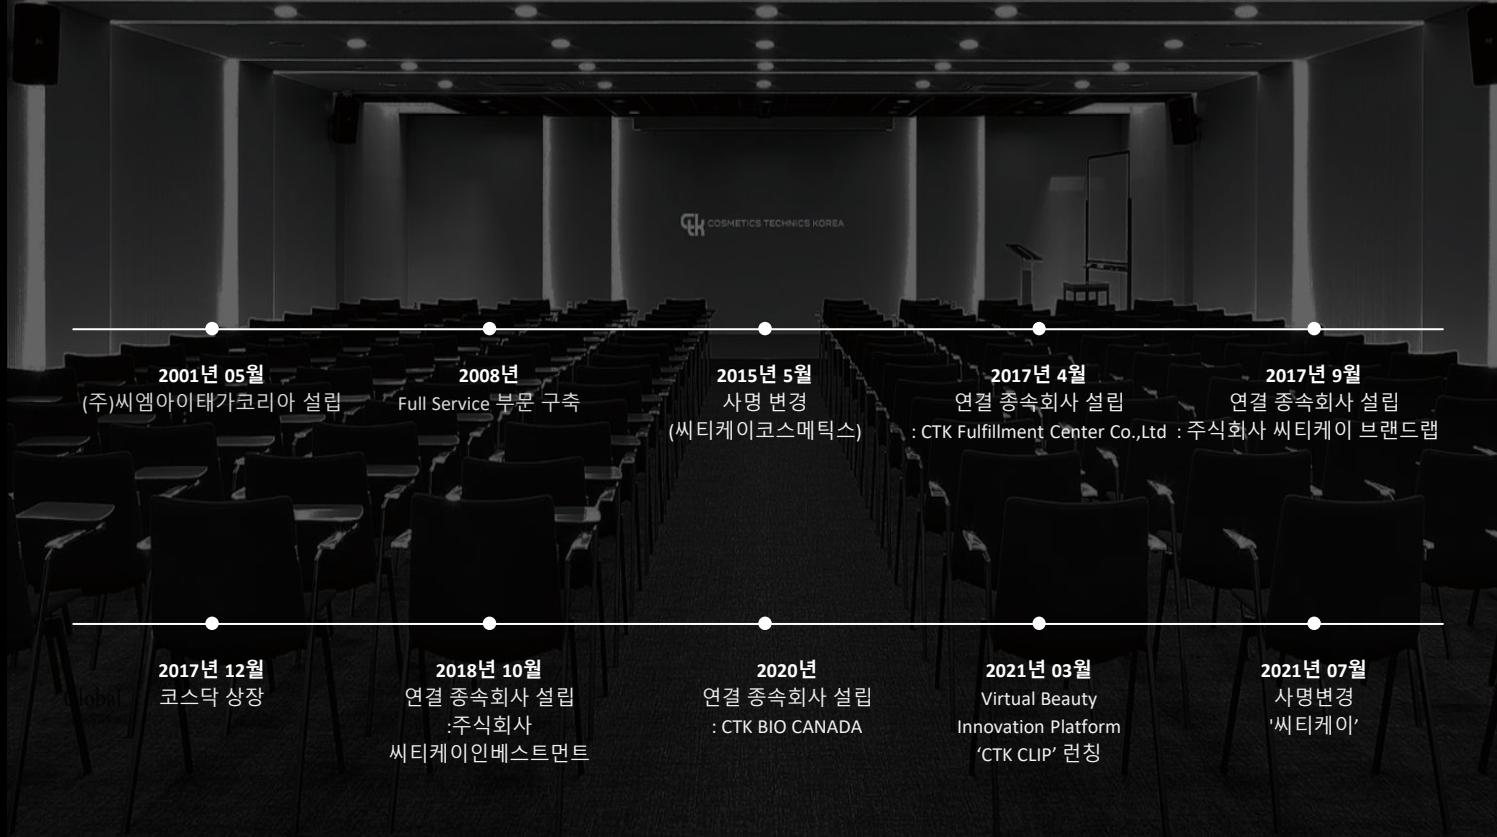 Ctk COSMETICS TECHNICS KOREA
2001년 05월
(주)씨엠아이태가코리아 설립
2008년
Full Service 부문 구축
2015년 5월
사명 변경
(씨티케이코스메틱스)
2017년 4월
연결 종속회사 설립
: CTK Fulfillment Center Co.,Ltd
2017년 9월
연결 종속회사 설립
: 주식회사 씨티케이 브랜드랩
2017년 12월
코스닥 상장
Global
2018년 10월
연결 종속회사 설립
:주식회사
씨티케이인베스트먼트
2020년
연결 종속회사 설립
: CTK BIO CANADA
2021년 03월
Virtual Beauty
Innovation Platform
‘CTK CLIP’ 런칭
2021년 07월
사명변경
'씨티케이’